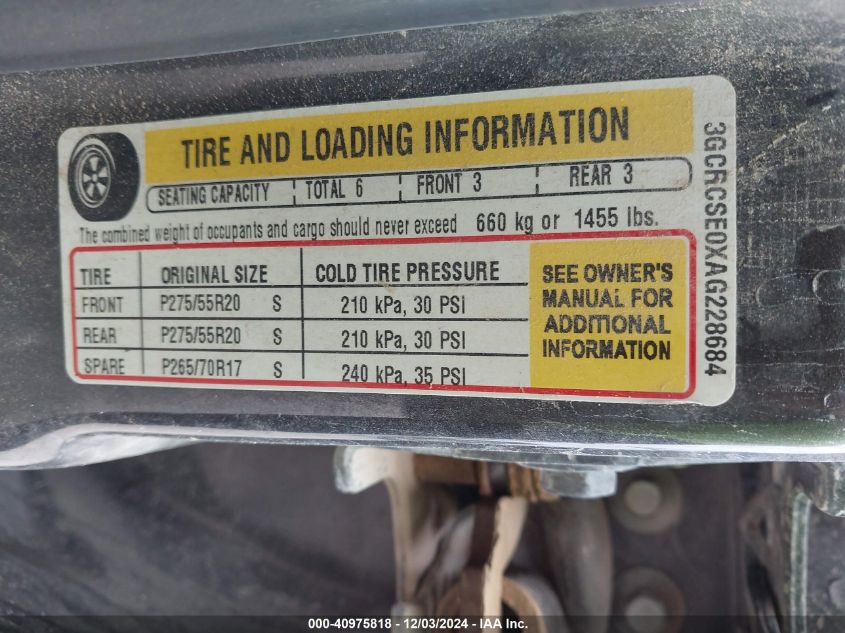 TIRE AND LOADING INFORMATION
SEATING CAPACITY TOTAL 6 FRONT 3 REAR 3
The combined weight of occupants and cargo should never exceed 660 kg or 1455 lbs.
TIRE ORIGINAL SIZE COLD TIRE PRESSURE
FRONT P275/55R20 S 210 kPa, 30 PSI
REAR P275/55R20 S 210 kPa, 30 PSI
SPARE P265/70R17 S 240 kPa, 35 PSI
SEE OWNER'S
MANUAL FOR
ADDITIONAL
INFORMATION
3GCRCSE0XAG228684
000-40975818 - 12/03/2024 - IAA Inc.